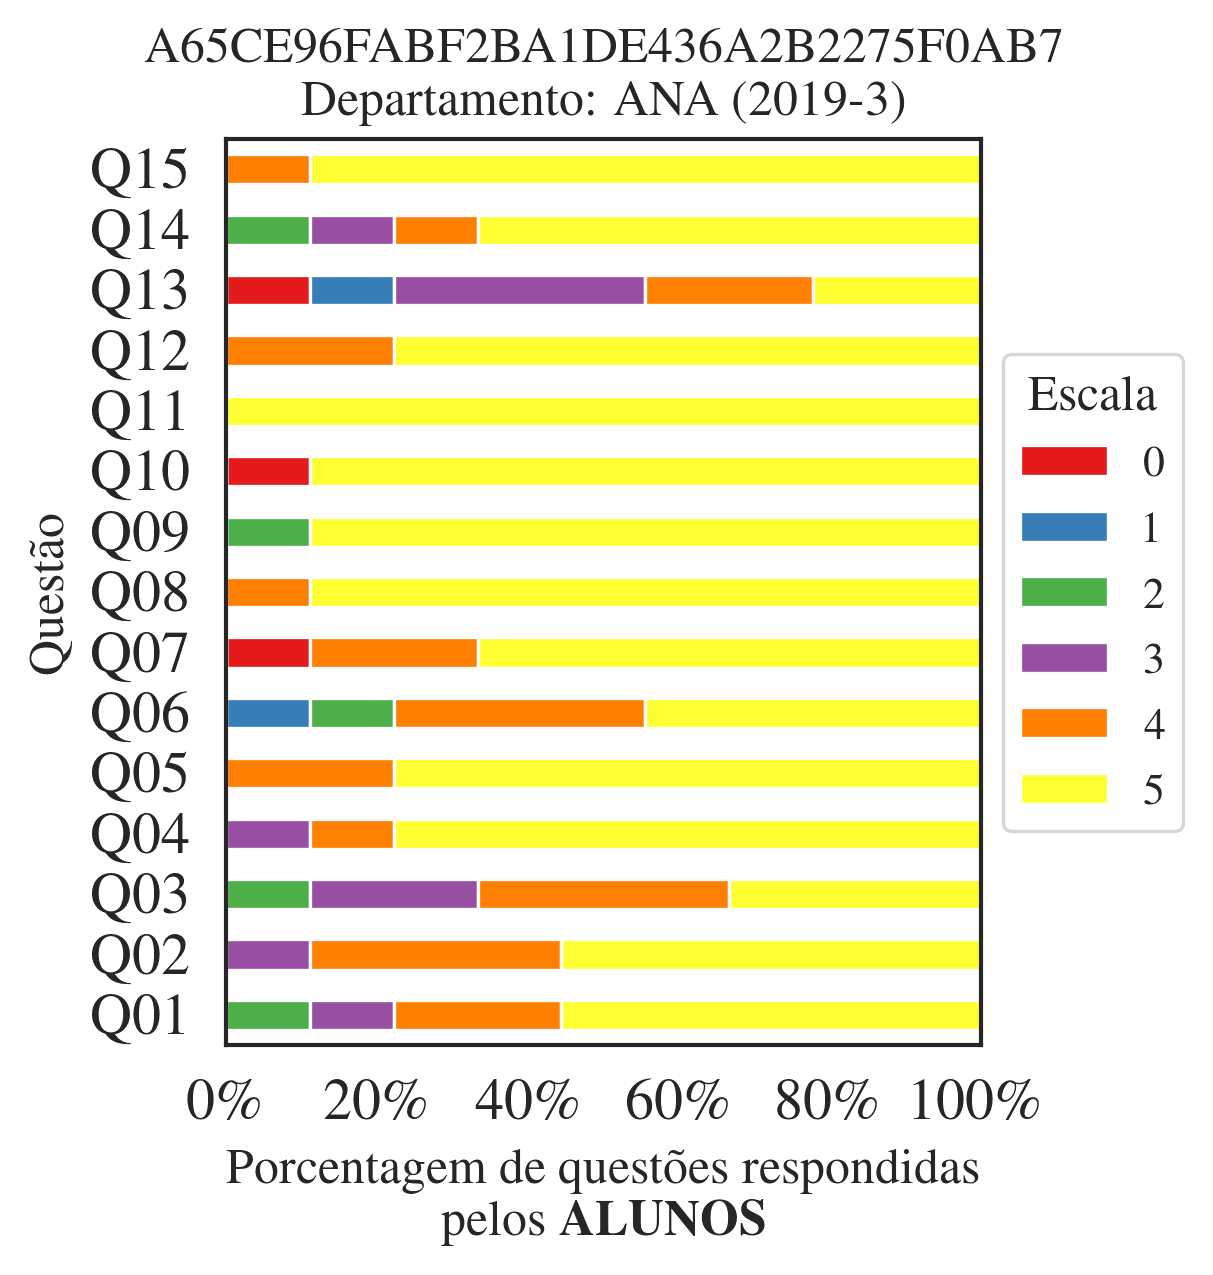 A65CE96FABF2BA1DE436A2B2275F0AB7
Departamento: ANA (2019-3)
Q15
Q14
Q13
Q12
Q11
Q10
Q09
Q08
Q07
Q06
Q05
Q04
Q03
Q02
Q01
Questão
0% 20% 40% 60% 80% 100%
Porcentagem de questões respondidas
pelos ALUNOS
Escala
0
1
2
3
4
5